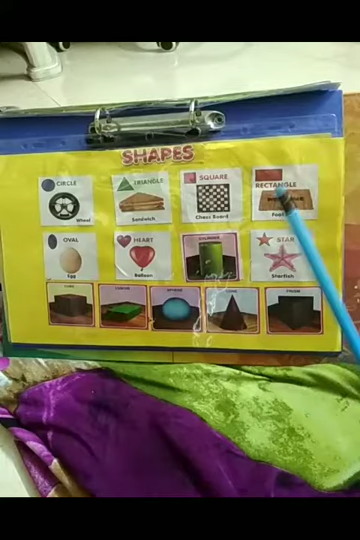 SHAPES
CIRCLE
Wheel
TRIANGLE
Sandwich
SQUARE
Chess Board
RECTANGLE
OVAL
Egg
HEART
Balloon
CYLINDER
STAR
Starfish
CUBE
CUBOID
SPHERE
CONE
PRISM